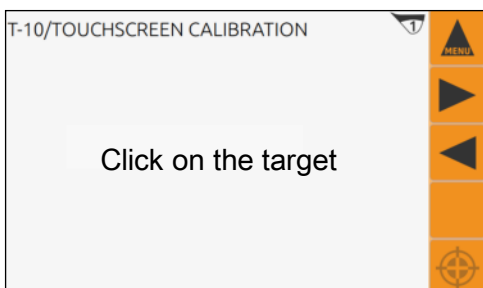 T-10/TOUCHSCREEN CALIBRATION
1
MENU
Click on the target